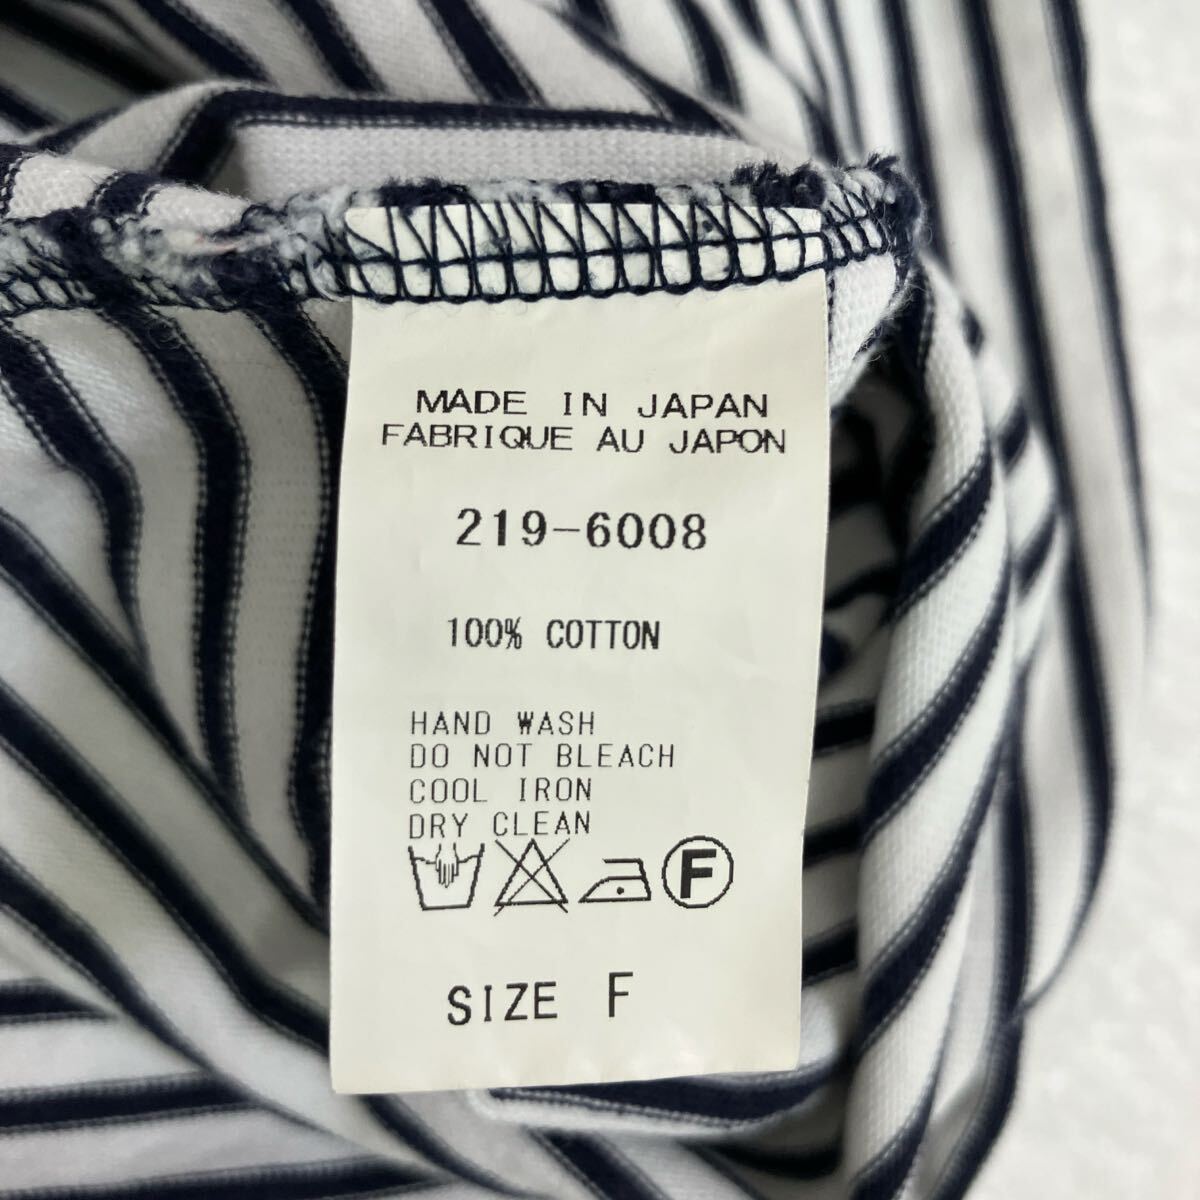 MADE IN JAPAN
FABRIQUE AU JAPON
219-6008
100% COTTON
HAND WASH
DO NOT BLEACH
COOL IRON
DRY CLEAN
F
SIZE F